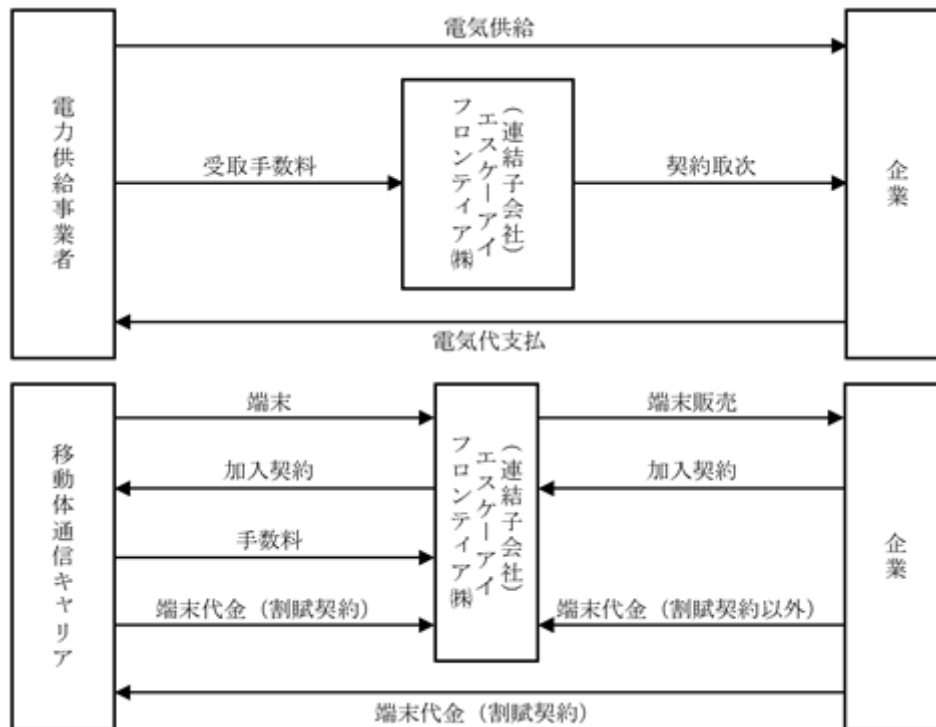 電気供給
電力供給事業者
受取手数料
（連結子会社）
エスケーアイ
フロンティア㈱
契約取次
企業
電気代支払
移動体通信キャリア
端末
加入契約
手数料
端末代金（割賦契約）
（連結子会社）
エスケーアイ
フロンティア㈱
端末販売
加入契約
端末代金（割賦契約以外）
企業
端末代金（割賦契約）